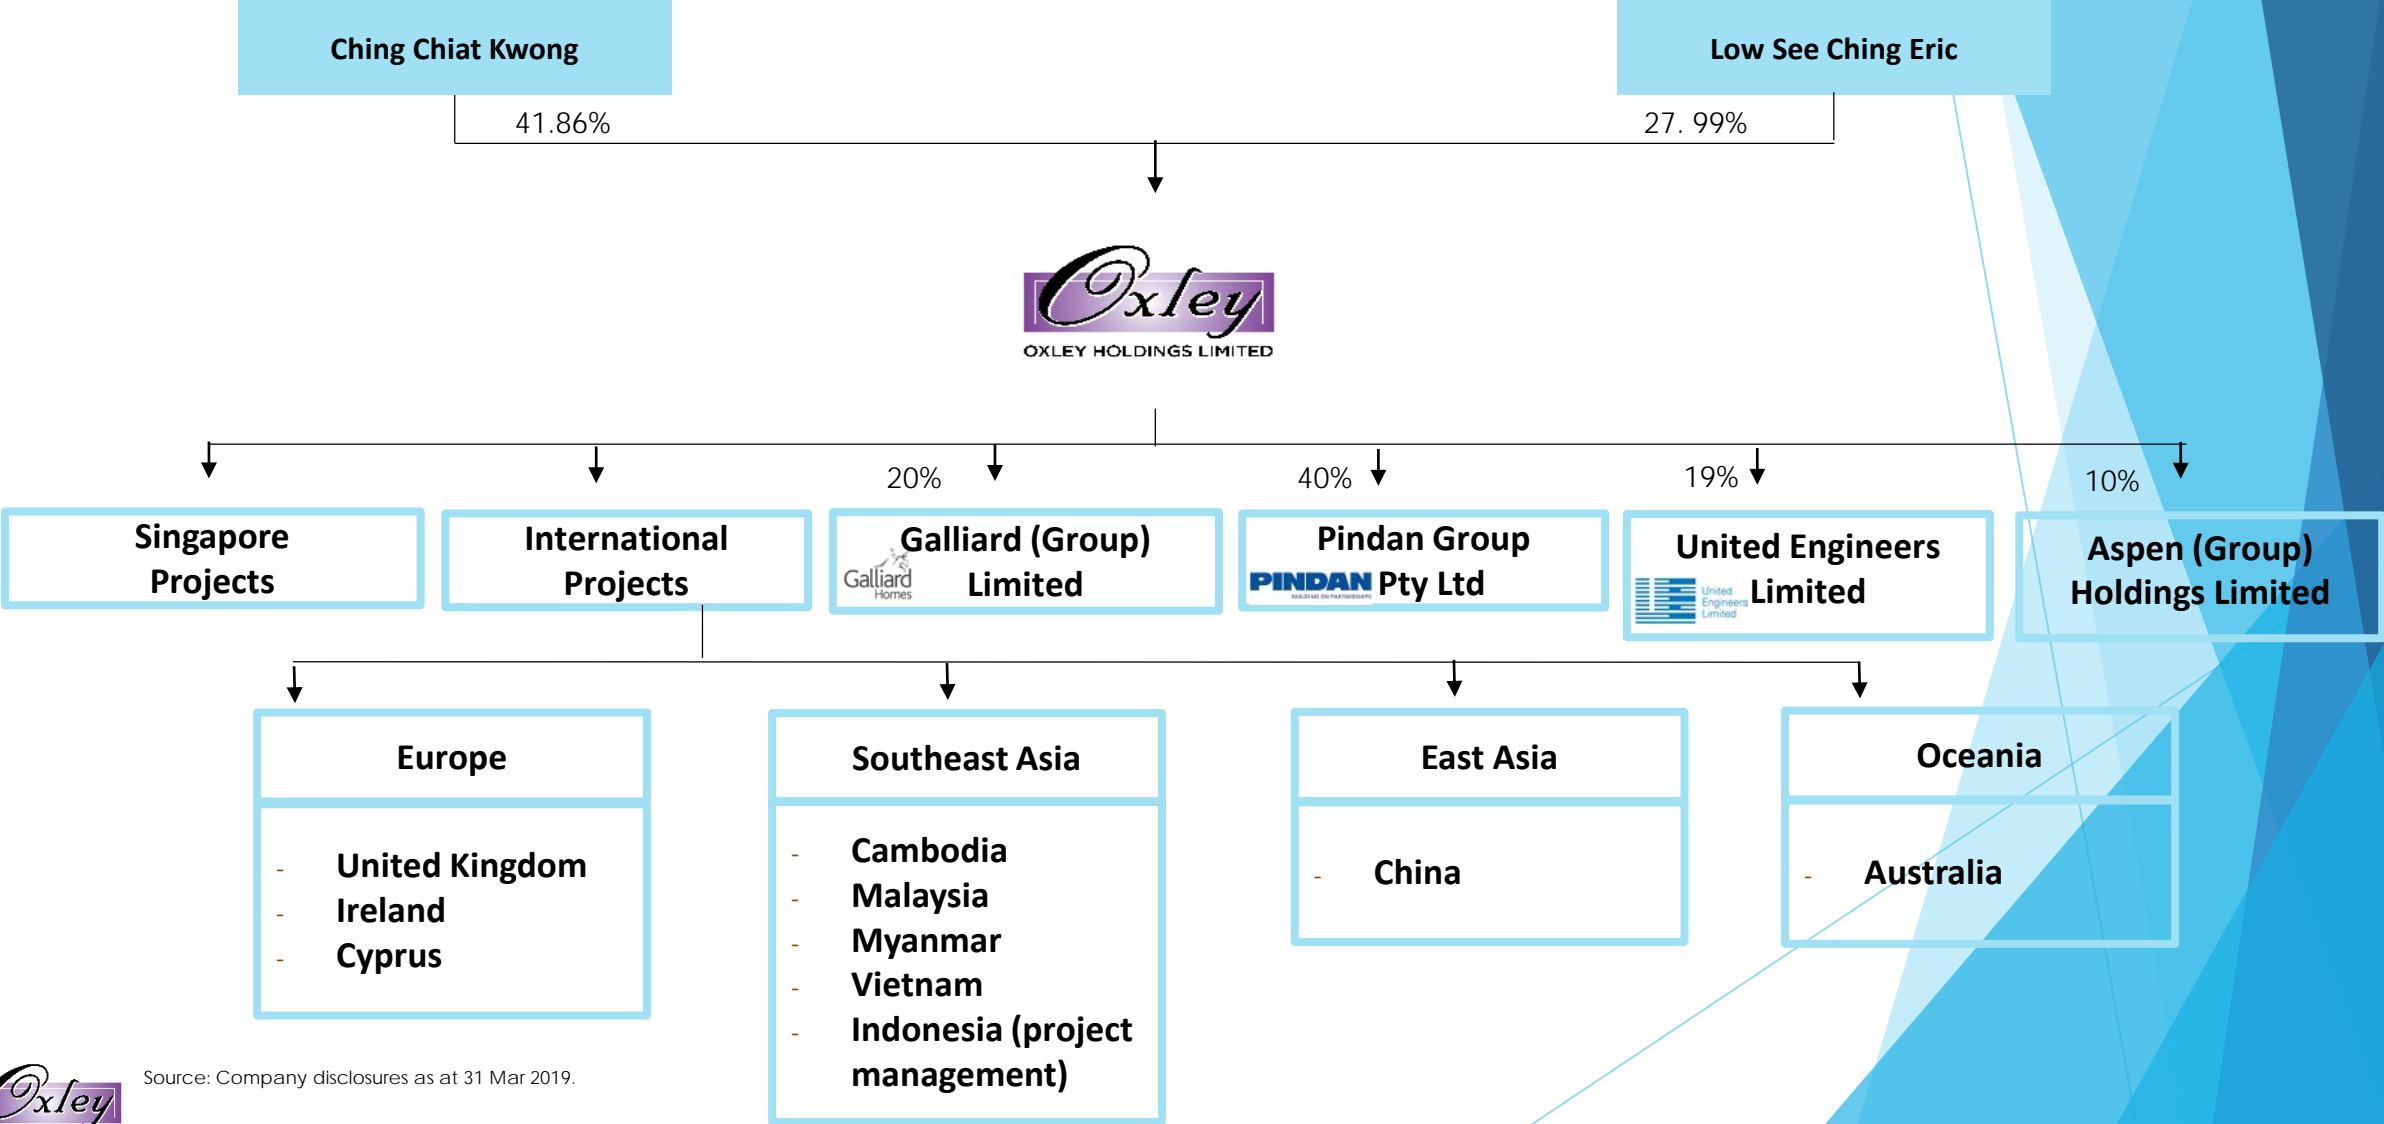 Ching Chiat Kwong
Low See Ching Eric
41.86%
27. 99%
Oxley
OXLEY HOLDINGS LIMITED
20%
40%
19%
10%
Singapore
Projects
International
Projects
Galliard (Group)
Limited
Galliard
Homes
Pindan Group
Pty Ltd
PINDAN
BUILDING ON PARTNERSHIPS
United Engineers
Limited
United
Engineers
Limited
Aspen (Group)
Holdings Limited
Europe
- United Kingdom
- Ireland
- Cyprus
Southeast Asia
- Cambodia
- Malaysia
- Myanmar
- Vietnam
- Indonesia (project
management)
East Asia
- China
Oceania
- Australia
Oxley
Source: Company disclosures as at 31 Mar 2019.